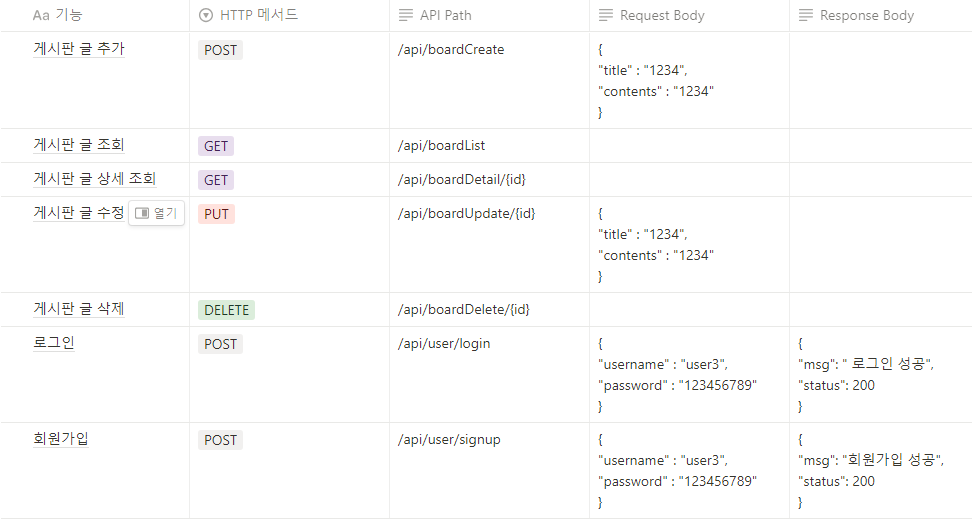 Aa 기능 HTTP 메서드 API Path Request Body Response Body
게시판 글 추가 POST /api/boardCreate {
"title" : "1234",
"contents" : "1234"
}
게시판 글 조회 GET /api/boardList
게시판 글 상세 조회 GET /api/boardDetail/{id}
게시판 글 수정 열기 PUT /api/boardUpdate/{id} {
"title" : "1234",
"contents" : "1234"
}
게시판 글 삭제 DELETE /api/boardDelete/{id}
로그인 POST /api/user/login { {
"username" : "user3", "msg": " 로그인 성공",
"password" : "123456789" "status": 200
} }
회원가입 POST /api/user/signup { {
"username" : "user3", "msg": "회원가입 성공",
"password" : "123456789" "status": 200
} }